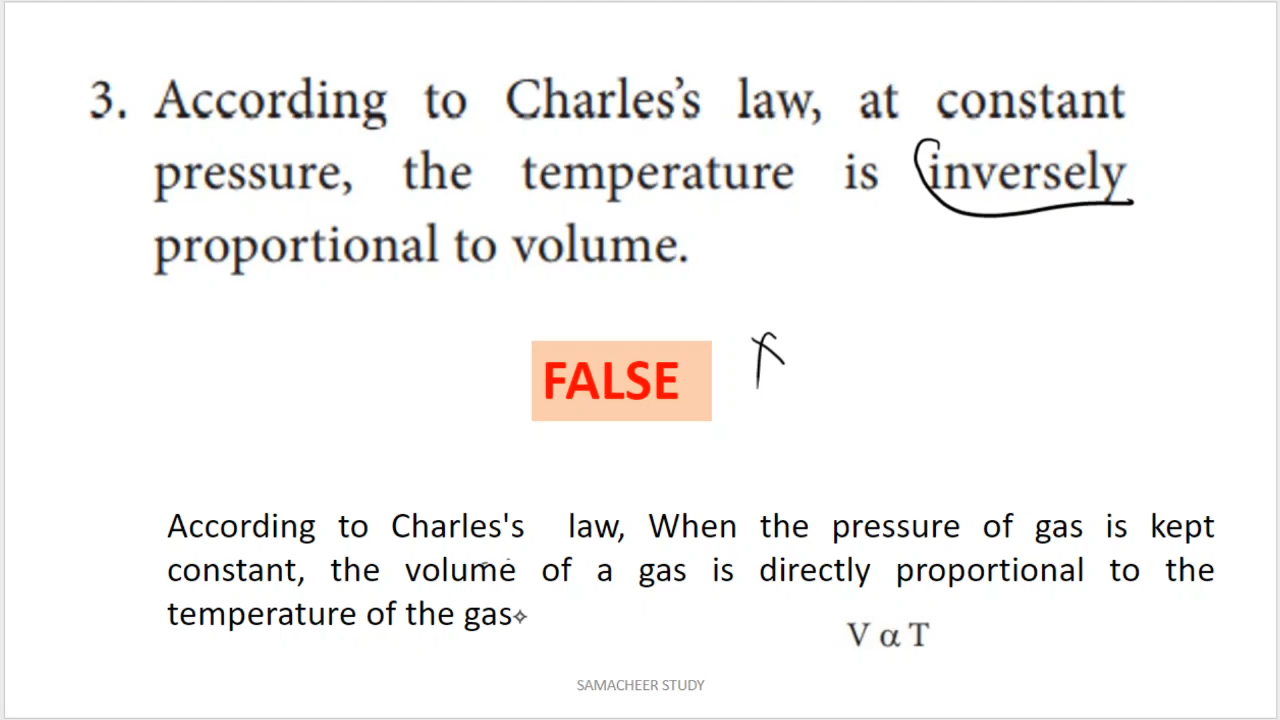 3. According to Charles’s law, at constant
pressure, the temperature is inversely
proportional to volume.
FALSE
According to Charles's law, When the pressure of gas is kept
constant, the volume of a gas is directly proportional to the
temperature of the gas
V α T
SAMACHEER STUDY